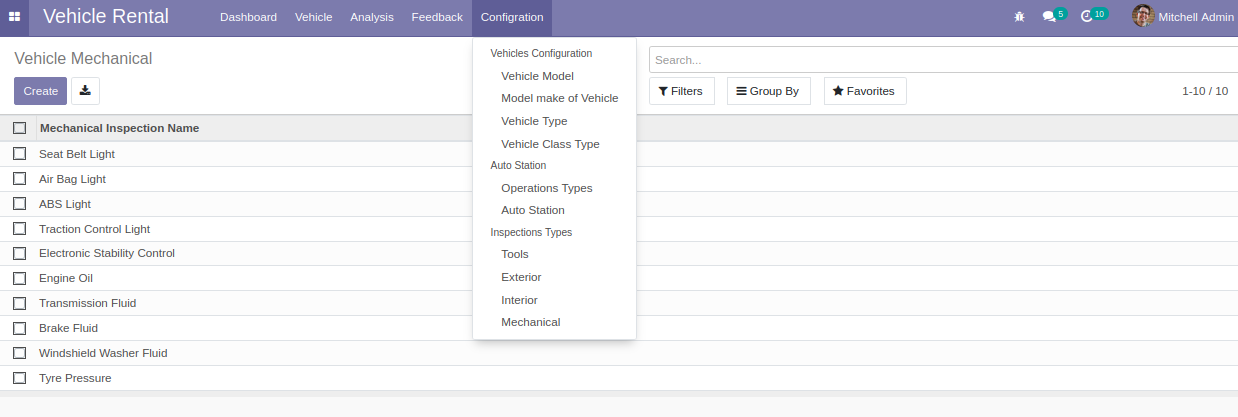 Vehicle Rental
Dashboard Vehicle Analysis Feedback Configration
5 10 Mitchell Admin
Vehicle Mechanical
Search...
Create
Filters Group By Favorites 1-10 / 10
Vehicles Configuration
Vehicle Model
Model make of Vehicle
Vehicle Type
Vehicle Class Type
Auto Station
Operations Types
Auto Station
Inspections Types
Tools
Exterior
Interior
Mechanical
Mechanical Inspection Name
Seat Belt Light
Air Bag Light
ABS Light
Traction Control Light
Electronic Stability Control
Engine Oil
Transmission Fluid
Brake Fluid
Windshield Washer Fluid
Tyre Pressure